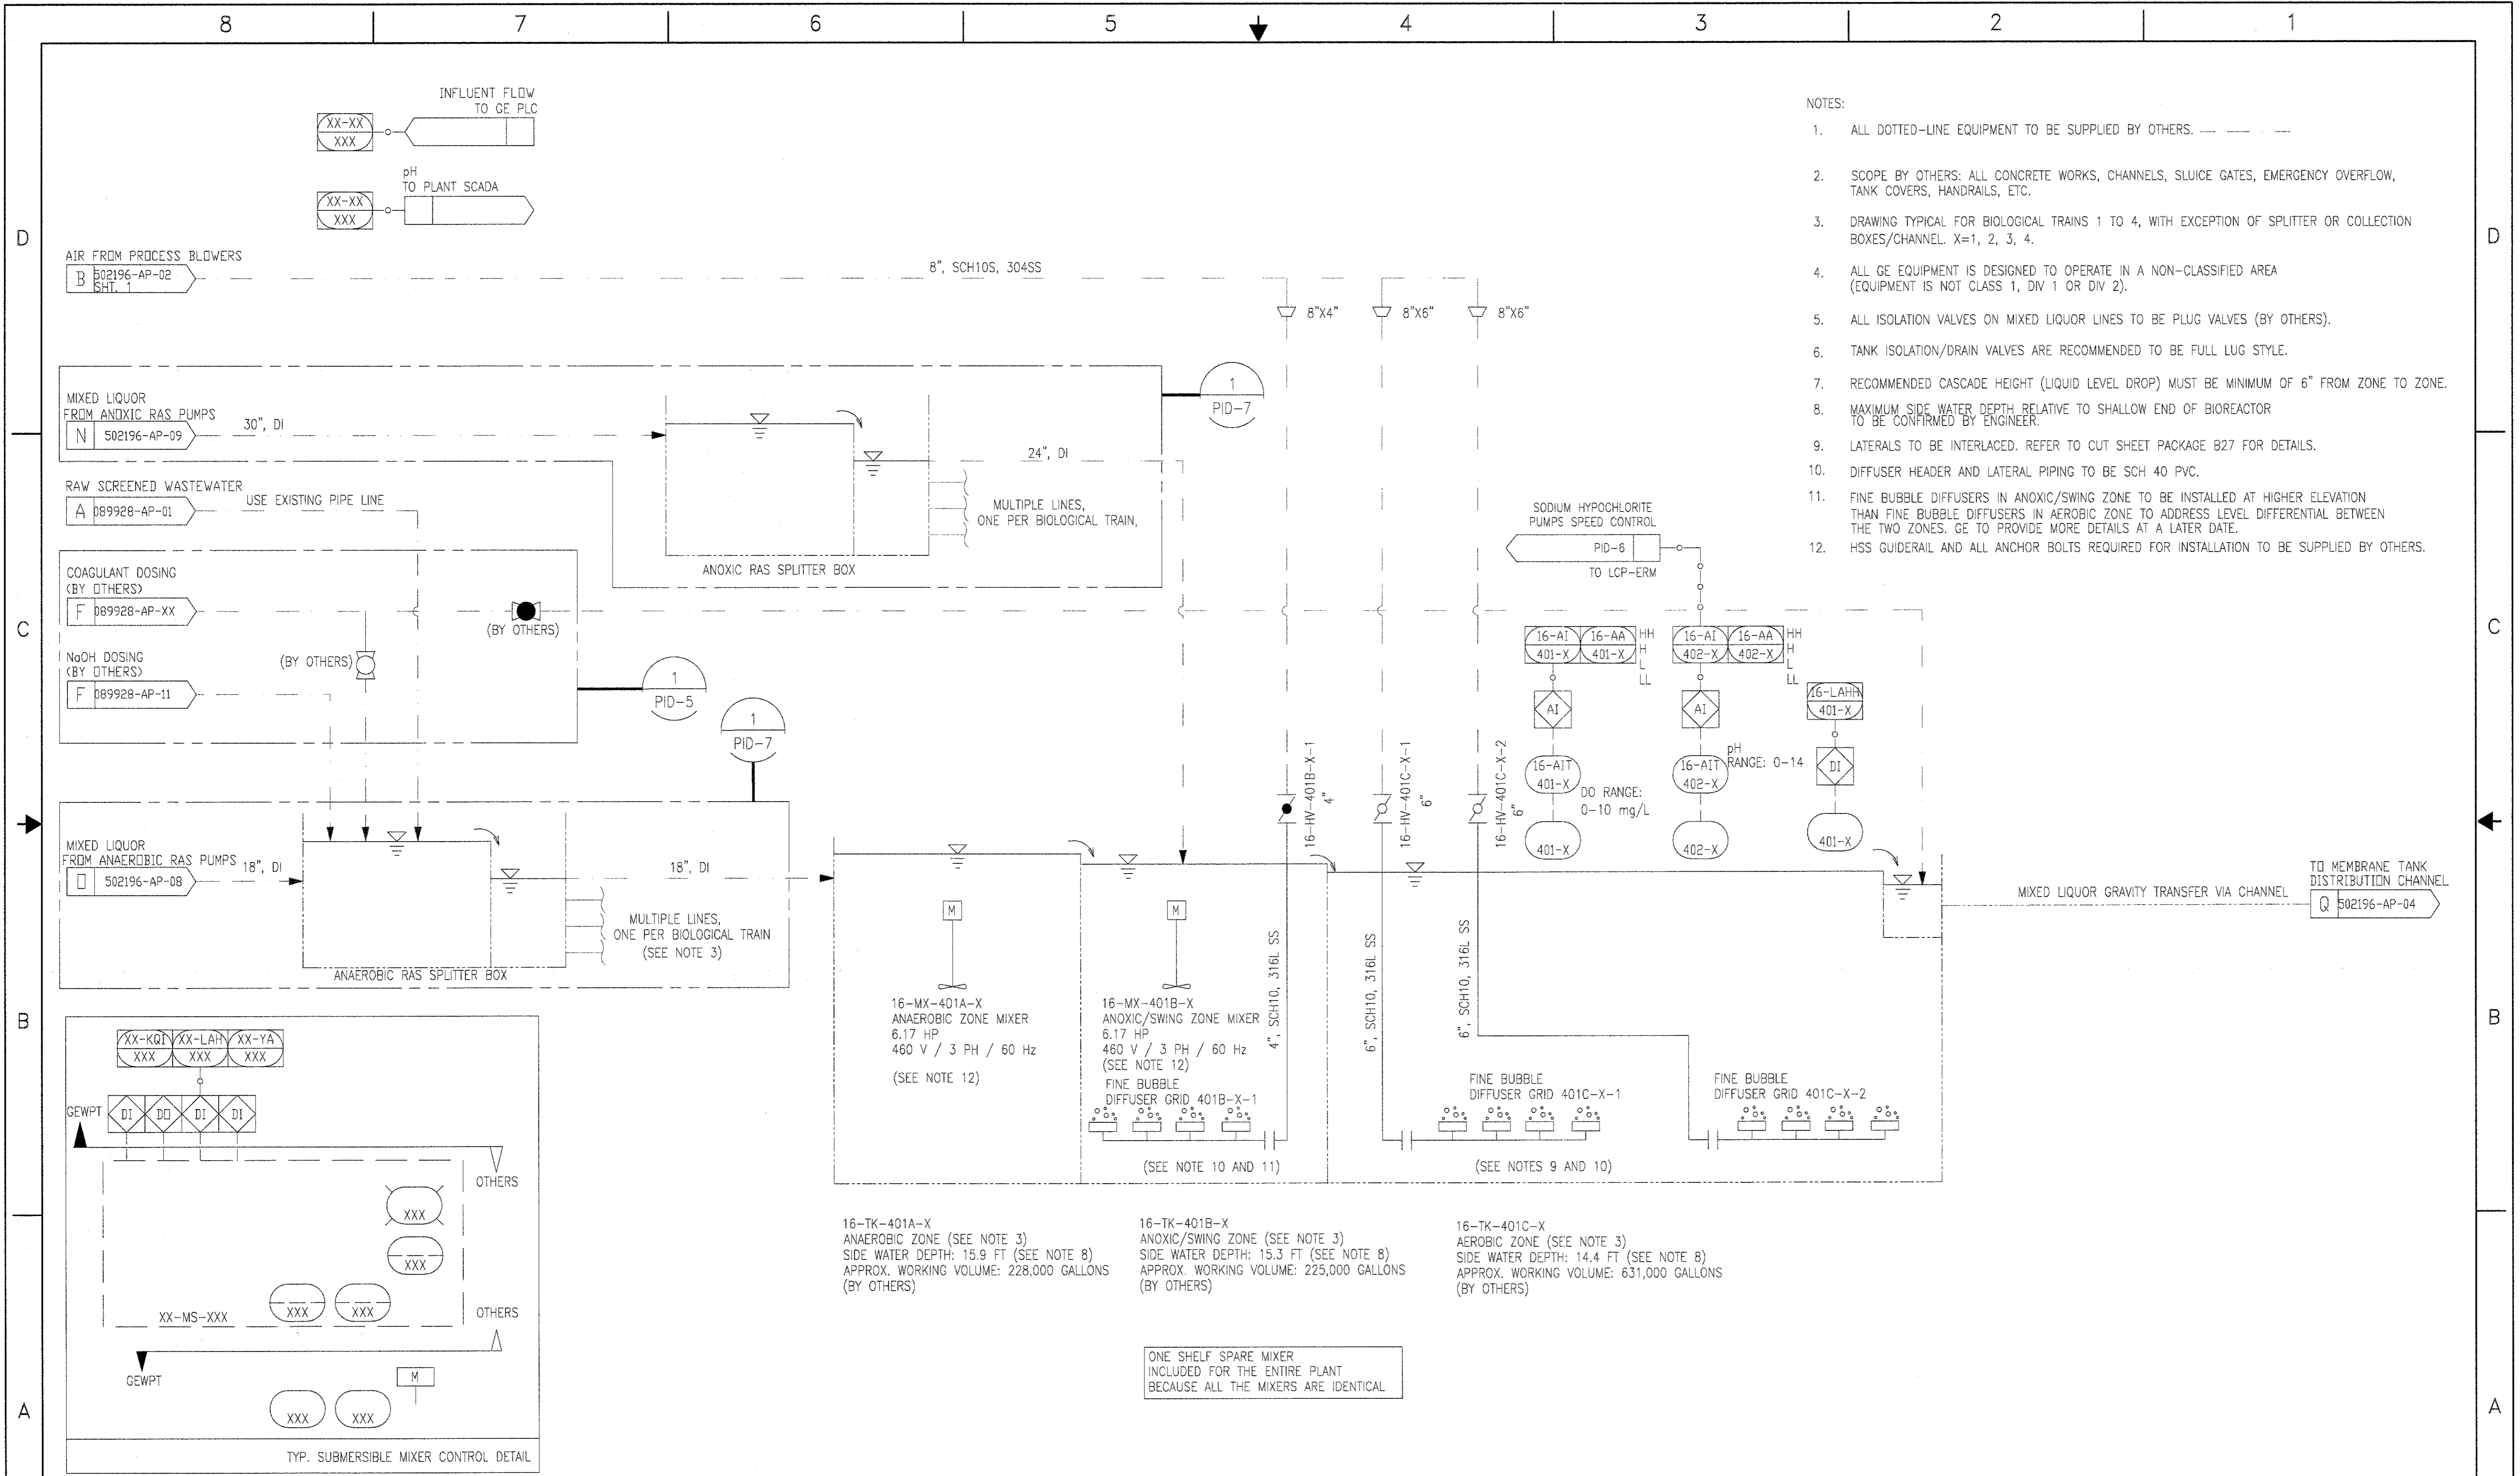 8 7 6 5 4 3 2 1
INFLUENT FLOW
TO GE PLC
XX-XX
XXX
pH
TO PLANT SCADA
XX-XX
XXX
D
D
AIR FROM PROCESS BLOWERS
B 502196-AP-02
SHT. 1
8", SCH10S, 304SS
8"X4"
8"X6"
8"X6"
NOTES:
1. ALL DOTTED-LINE EQUIPMENT TO BE SUPPLIED BY OTHERS.
2. SCOPE BY OTHERS: ALL CONCRETE WORKS, CHANNELS, SLUICE GATES, EMERGENCY OVERFLOW,
TANK COVERS, HANDRAILS, ETC.
3. DRAWING TYPICAL FOR BIOLOGICAL TRAINS 1 TO 4, WITH EXCEPTION OF SPLITTER OR COLLECTION
BOXES/CHANNEL. X=1, 2, 3, 4.
4. ALL GE EQUIPMENT IS DESIGNED TO OPERATE IN A NON-CLASSIFIED AREA
(EQUIPMENT IS NOT CLASS 1, DIV 1 OR DIV 2).
5. ALL ISOLATION VALVES ON MIXED LIQUOR LINES TO BE PLUG VALVES (BY OTHERS).
6. TANK ISOLATION/DRAIN VALVES ARE RECOMMENDED TO BE FULL LUG STYLE.
7. RECOMMENDED CASCADE HEIGHT (LIQUID LEVEL DROP) MUST BE MINIMUM OF 6" FROM ZONE TO ZONE.
8. MAXIMUM SIDE WATER DEPTH RELATIVE TO SHALLOW END OF BIOREACTOR
TO BE CONFIRMED BY ENGINEER.
9. LATERALS TO BE INTERLACED. REFER TO CUT SHEET PACKAGE B27 FOR DETAILS.
10. DIFFUSER HEADER AND LATERAL PIPING TO BE SCH 40 PVC.
11. FINE BUBBLE DIFFUSERS IN ANOXIC/SWING ZONE TO BE INSTALLED AT HIGHER ELEVATION
THAN FINE BUBBLE DIFFUSERS IN AEROBIC ZONE TO ADDRESS LEVEL DIFFERENTIAL BETWEEN
THE TWO ZONES. GE TO PROVIDE MORE DETAILS AT A LATER DATE.
12. HSS GUIDERAIL AND ALL ANCHOR BOLTS REQUIRED FOR INSTALLATION TO BE SUPPLIED BY OTHERS.
MIXED LIQUOR
FROM ANOXIC RAS PUMPS
N 502196-AP-09
30", DI
24", DI
MULTIPLE LINES,
ONE PER BIOLOGICAL TRAIN,
ANOXIC RAS SPLITTER BOX
1
PID-7
RAW SCREENED WASTEWATER
A 089928-AP-01
USE EXISTING PIPE LINE
COAGULANT DOSING
(BY OTHERS)
F 089928-AP-XX
(BY OTHERS)
C
C
NaOH DOSING
(BY OTHERS)
F 089928-AP-11
(BY OTHERS)
1
PID-5
1
PID-7
SODIUM HYPOCHLORITE
PUMPS SPEED CONTROL
PID-6
TO LCP-ERM
16-AI
401-X
16-AA
401-X
HH
H
L
LL
16-AI
402-X
16-AA
402-X
HH
H
L
LL
16-LAHH
401-X
AI
AI
DI
16-AIT
401-X
DO RANGE:
0-10 mg/L
16-AIT
402-X
pH
RANGE: 0-14
401-X
402-X
401-X
16-HV-401B-X-1
4"
16-HV-401C-X-1
6"
16-HV-401C-X-2
6"
MIXED LIQUOR
FROM ANAEROBIC RAS PUMPS
O 502196-AP-08
18", DI
18", DI
MULTIPLE LINES,
ONE PER BIOLOGICAL TRAIN
(SEE NOTE 3)
ANAEROBIC RAS SPLITTER BOX
M
16-MX-401A-X
ANAEROBIC ZONE MIXER
6.17 HP
460 V / 3 PH / 60 Hz
(SEE NOTE 12)
M
16-MX-401B-X
ANOXIC/SWING ZONE MIXER
6.17 HP
460 V / 3 PH / 60 Hz
(SEE NOTE 12)
FINE BUBBLE
DIFFUSER GRID 401B-X-1
(SEE NOTE 10 AND 11)
4", SCH10, 316L SS
6", SCH10, 316L SS
6", SCH10, 316L SS
FINE BUBBLE
DIFFUSER GRID 401C-X-1
(SEE NOTES 9 AND 10)
FINE BUBBLE
DIFFUSER GRID 401C-X-2
MIXED LIQUOR GRAVITY TRANSFER VIA CHANNEL
TO MEMBRANE TANK
DISTRIBUTION CHANNEL
Q 502196-AP-04
B
B
XX-KQI
XXX
XX-LAH
XXX
XX-YA
XXX
GEWPT
DI DO DI DI
OTHERS
XXX
XXX
XXX
XXX
XX-MS-XXX
OTHERS
GEWPT
M
XXX
XXX
TYP. SUBMERSIBLE MIXER CONTROL DETAIL
16-TK-401A-X
ANAEROBIC ZONE (SEE NOTE 3)
SIDE WATER DEPTH: 15.9 FT (SEE NOTE 8)
APPROX. WORKING VOLUME: 228,000 GALLONS
(BY OTHERS)
16-TK-401B-X
ANOXIC/SWING ZONE (SEE NOTE 3)
SIDE WATER DEPTH: 15.3 FT (SEE NOTE 8)
APPROX. WORKING VOLUME: 225,000 GALLONS
(BY OTHERS)
16-TK-401C-X
AEROBIC ZONE (SEE NOTE 3)
SIDE WATER DEPTH: 14.4 FT (SEE NOTE 8)
APPROX. WORKING VOLUME: 631,000 GALLONS
(BY OTHERS)
ONE SHELF SPARE MIXER
INCLUDED FOR THE ENTIRE PLANT
BECAUSE ALL THE MIXERS ARE IDENTICAL
A
A